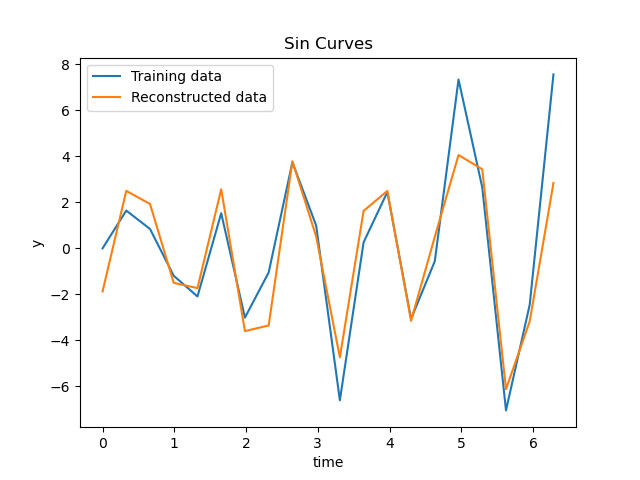 Sin Curves
Training data
Reconstructed data
8
6
4
2
0
−2
−4
−6
y
0 1 2 3 4 5 6
time